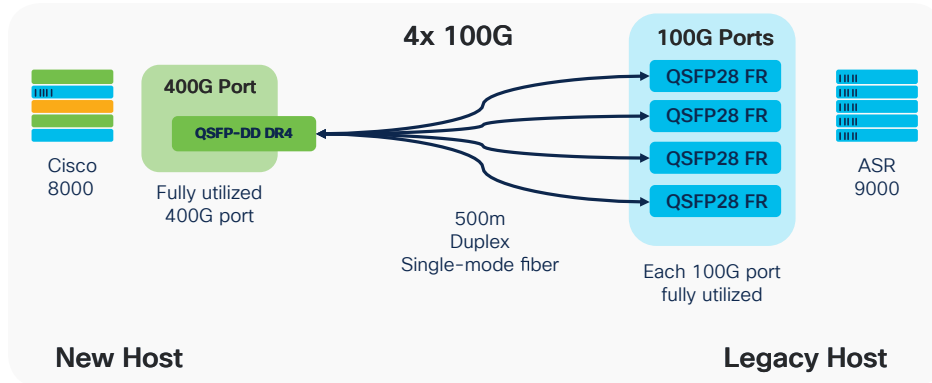 4x 100G
100G Ports
400G Port
QSFP-DD DR4
QSFP28 FR
QSFP28 FR
QSFP28 FR
QSFP28 FR
Cisco
8000
ASR
9000
Fully utilized
400G port
500m
Duplex
Single-mode fiber
Each 100G port
fully utilized
New Host
Legacy Host